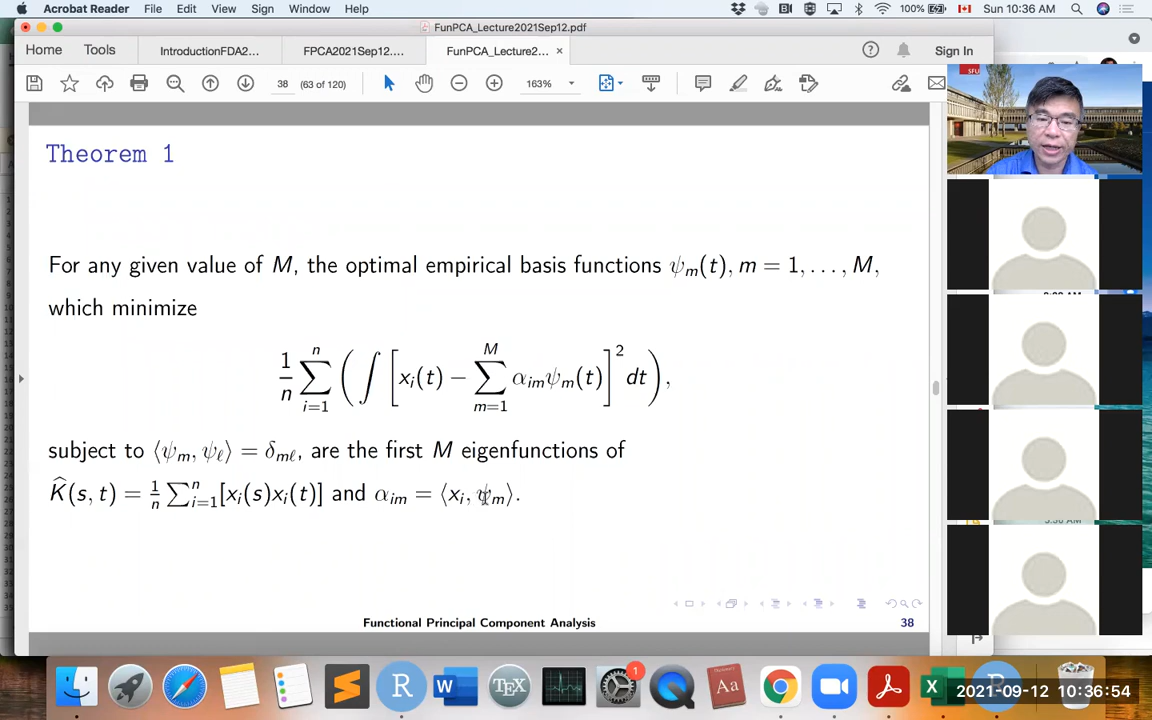 Acrobat Reader File Edit View Sign Window Help 100% Sun 10:36 AM
FunPCA_Lecture2021Sep12.pdf
Home Tools IntroductionFDA2... FPCA2021Sep12.... FunPCA_Lecture2... × Sign In
38 (63 of 120) 163%
SFU
Theorem 1
For any given value of M, the optimal empirical basis functions ψ_m(t), m = 1, . . . , M,
which minimize
1/n ∑_{i=1}^{n} ( ∫ [ x_i(t) − ∑_{m=1}^{M} α_{im}ψ_m(t) ]^2 dt ),
subject to ⟨ψ_m, ψ_ℓ⟩ = δ_{mℓ}, are the first M eigenfunctions of
K̂(s, t) = 1/n ∑_{i=1}^{n} [x_i(s)x_i(t)] and α_{im} = ⟨x_i, ψ_m⟩.
Functional Principal Component Analysis 38
1
R W TEX Aa X
2021-09-12 10:36:54